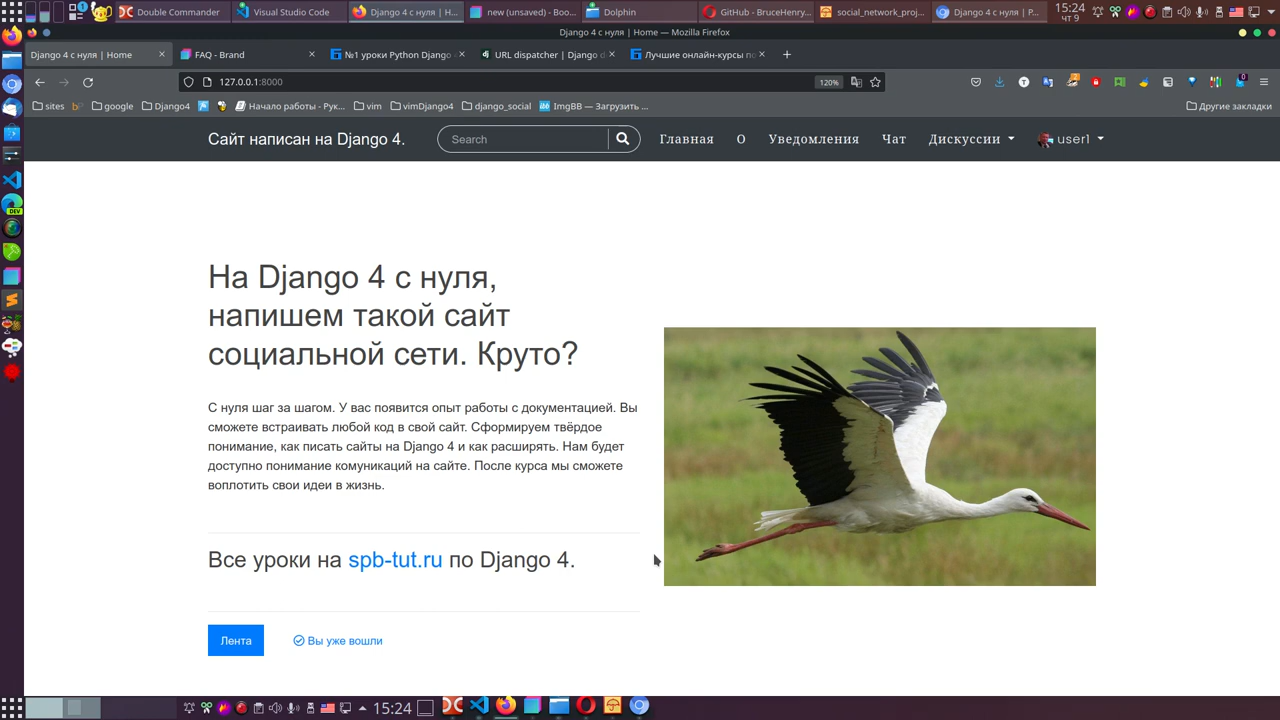 Double Commander
Visual Studio Code
Django 4 с нуля | H...
new (unsaved) - Boo...
Dolphin
GitHub - BruceHenry...
social_network_proj...
Django 4 с нуля | P...
15:24
чт 9
Django 4 с нуля | Home — Mozilla Firefox
Django 4 с нуля | Home
FAQ - Brand
№1 уроки Python Django
URL dispatcher | Django d
Лучшие онлайн-курсы по
127.0.0.1:8000
120%
sites
google
Django4
Начало работы - Рук...
vim
vimDjango4
django_social
ImgBB — Загрузить ...
Другие закладки
Сайт написан на Django 4.
Search
Главная
О
Уведомления
Чат
Дискуссии
user1
На Django 4 с нуля,
напишем такой сайт
социальной сети. Круто?
С нуля шаг за шагом. У вас появится опыт работы с документацией. Вы
сможете встраивать любой код в свой сайт. Сформируем твёрдое
понимание, как писать сайты на Django 4 и как расширять. Нам будет
доступно понимание комуникаций на сайте. После курса мы сможете
воплотить свои идеи в жизнь.
Все уроки на spb-tut.ru по Django 4.
Лента
Вы уже вошли
15:24